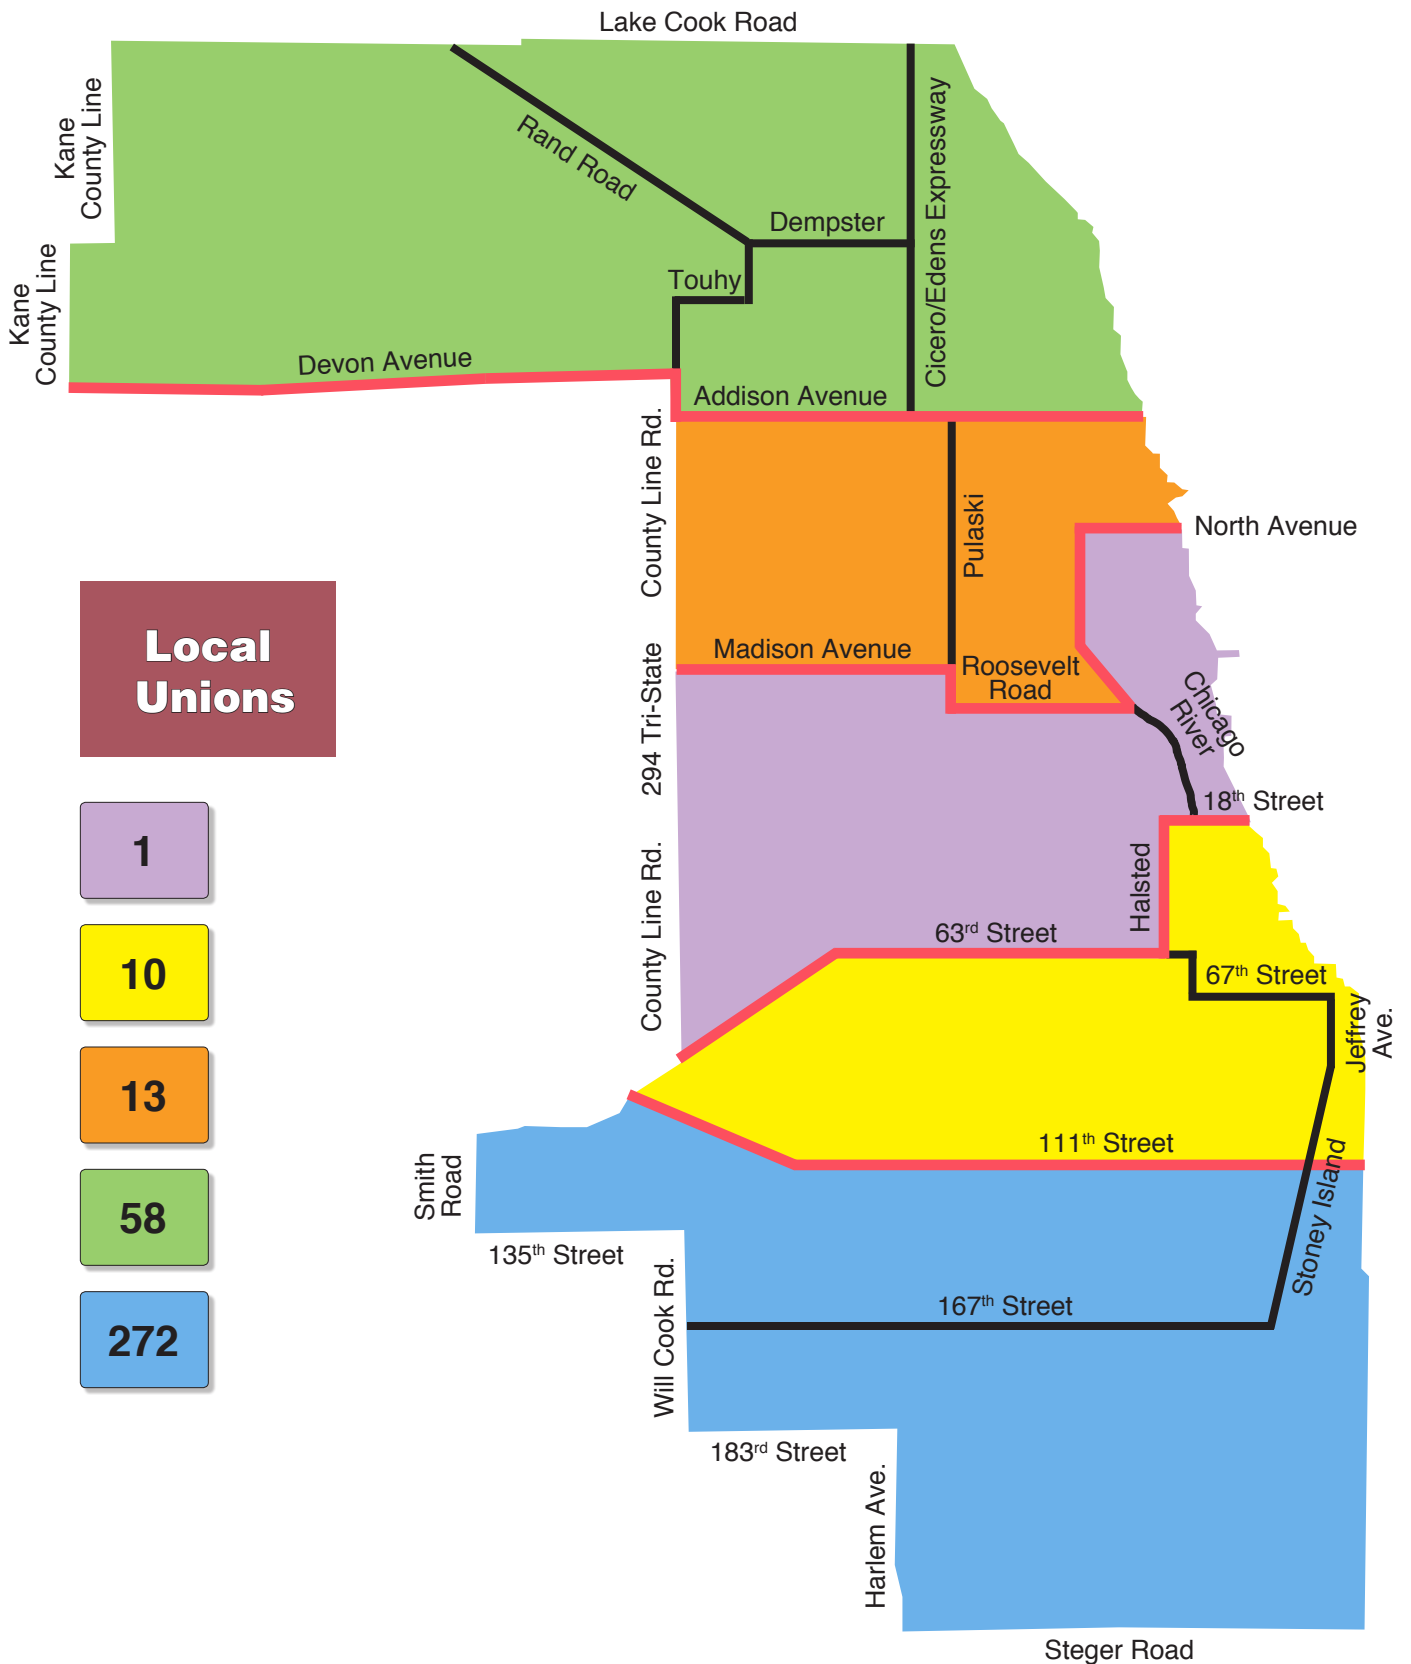 Lake Cook Road
Kane
County Line
Rand Road
Cicero/Edens Expressway
Dempster
Kane
County Line
Touhy
Devon Avenue
Addison Avenue
County Line Rd.
Pulaski
North Avenue
Local
Unions
Madison Avenue
Roosevelt
Road
294 Tri-State
Chicago
River
18th Street
1
County Line Rd.
Halsted
63rd Street
10
67th Street
Jeffrey
Ave.
13
111th Street
Smith
Road
58
Stoney Island
135th Street
Will Cook Rd.
167th Street
272
183rd Street
Harlem Ave.
Steger Road